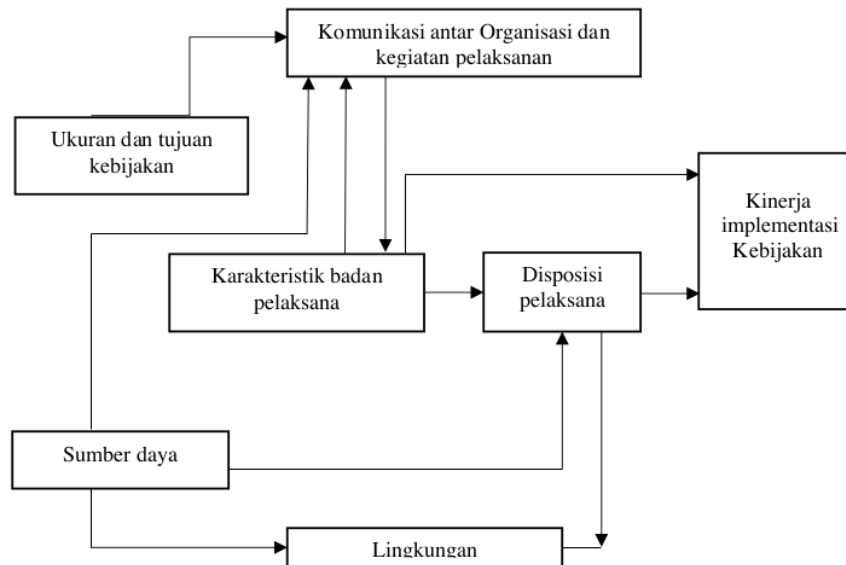 Komunikasi antar Organisasi dan
kegiatan pelaksanan
Ukuran dan tujuan
kebijakan
Kinerja
implementasi
Kebijakan
Karakteristik badan
pelaksana
Disposisi
pelaksana
Sumber daya
Lingkungan